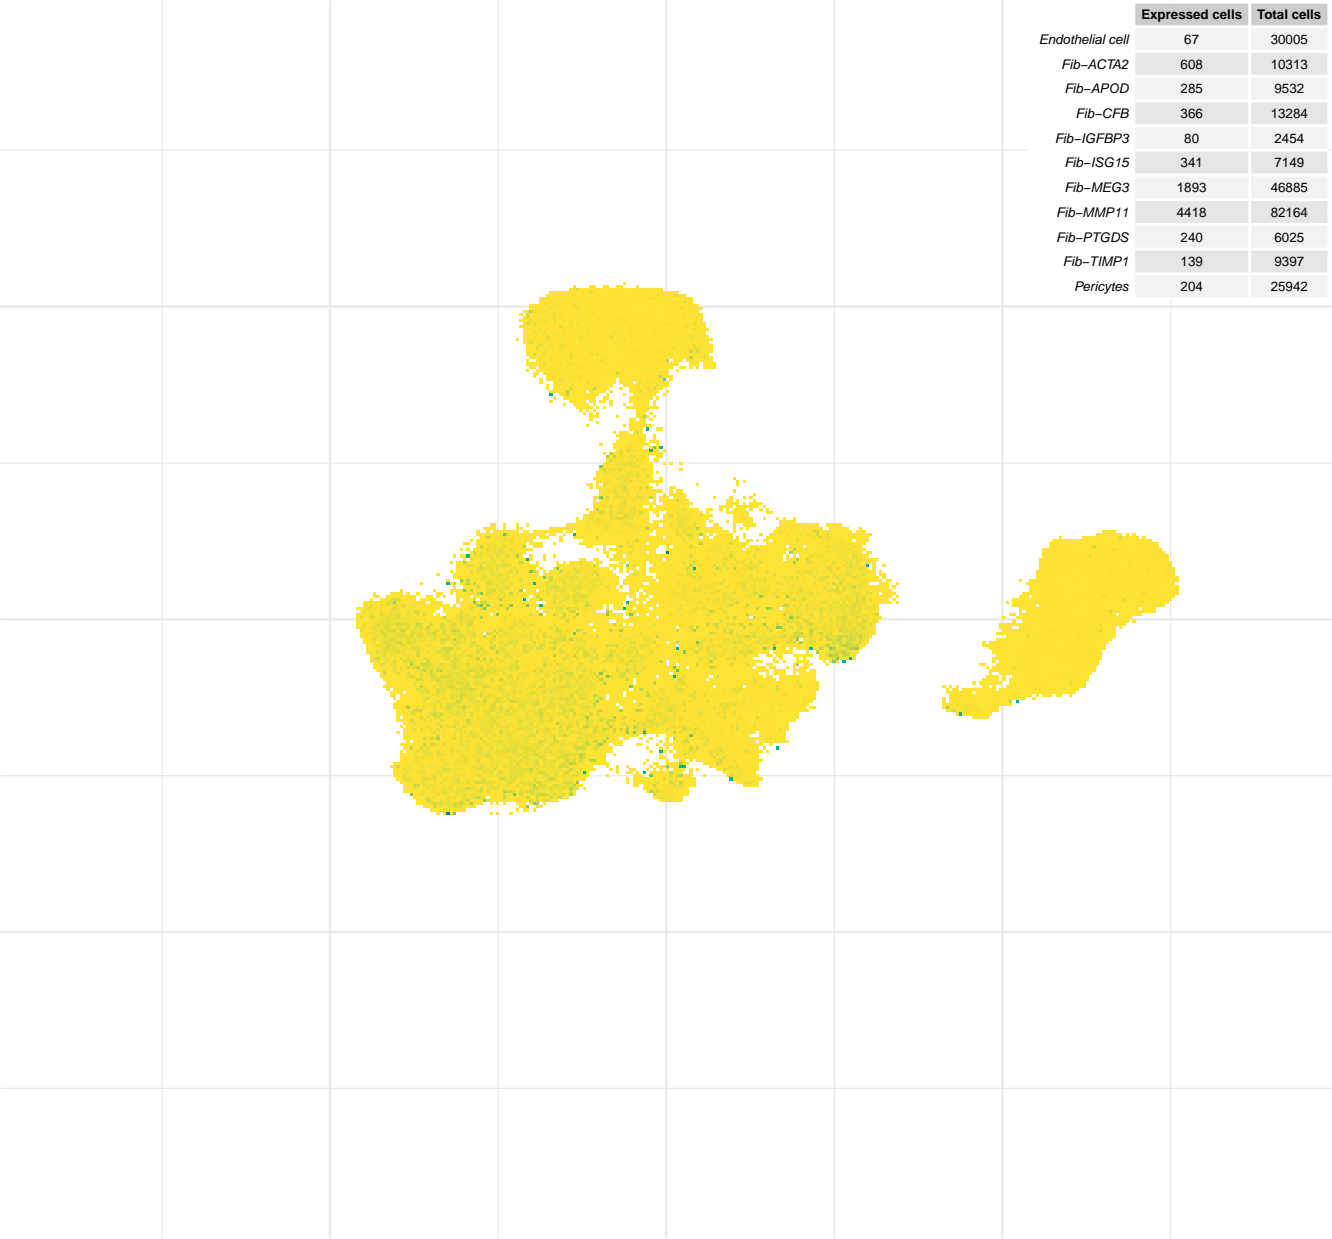 Expressed cells Total cells
Endothelial cell 67 30005
Fib−ACTA2 608 10313
Fib−APOD 285 9532
Fib−CFB 366 13284
Fib−IGFBP3 80 2454
Fib−ISG15 341 7149
Fib−MEG3 1893 46885
Fib−MMP11 4418 82164
Fib−PTGDS 240 6025
Fib−TIMP1 139 9397
Pericytes 204 25942